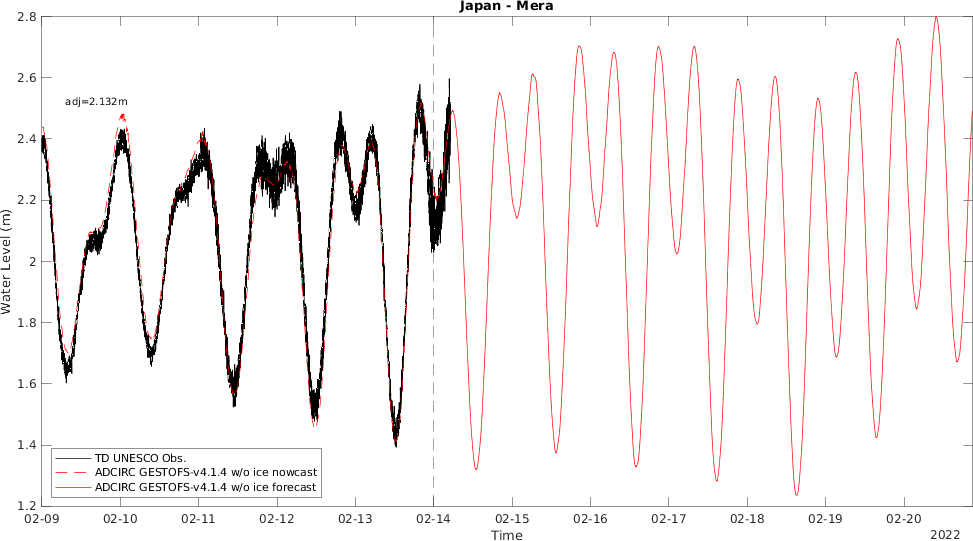 Japan - Mera
2.8
2.6
adj=2.132m
2.4
2.2
2
1.8
1.6
1.4
1.2
Water Level (m)
TD UNESCO Obs.
ADCIRC GESTOFS-v4.1.4 w/o ice nowcast
ADCIRC GESTOFS-v4.1.4 w/o ice forecast
02-09 02-10 02-11 02-12 02-13 02-14 02-15 02-16 02-17 02-18 02-19 02-20
Time
2022